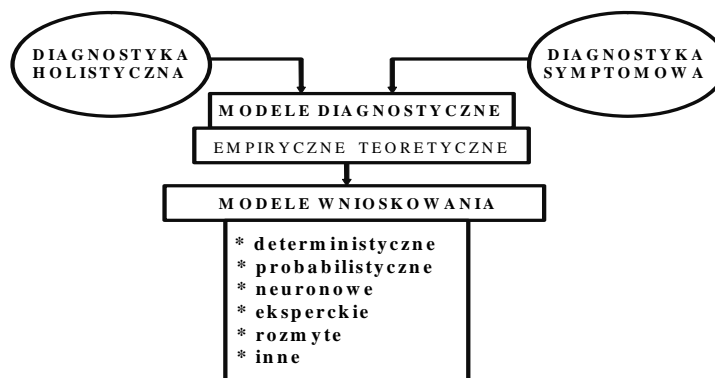 DIAGNOSTYKA
HOLISTYCZNA
DIAGNOSTYKA
SYMPTOMOWA
MODELE DIAGNOSTYCZNE
EMPIRYCZNE TEORETYCZNE
MODELE WNIOSKOWANIA
* deterministyczne
* probabilistyczne
* neuronowe
* eksperckie
* rozmyte
* inne